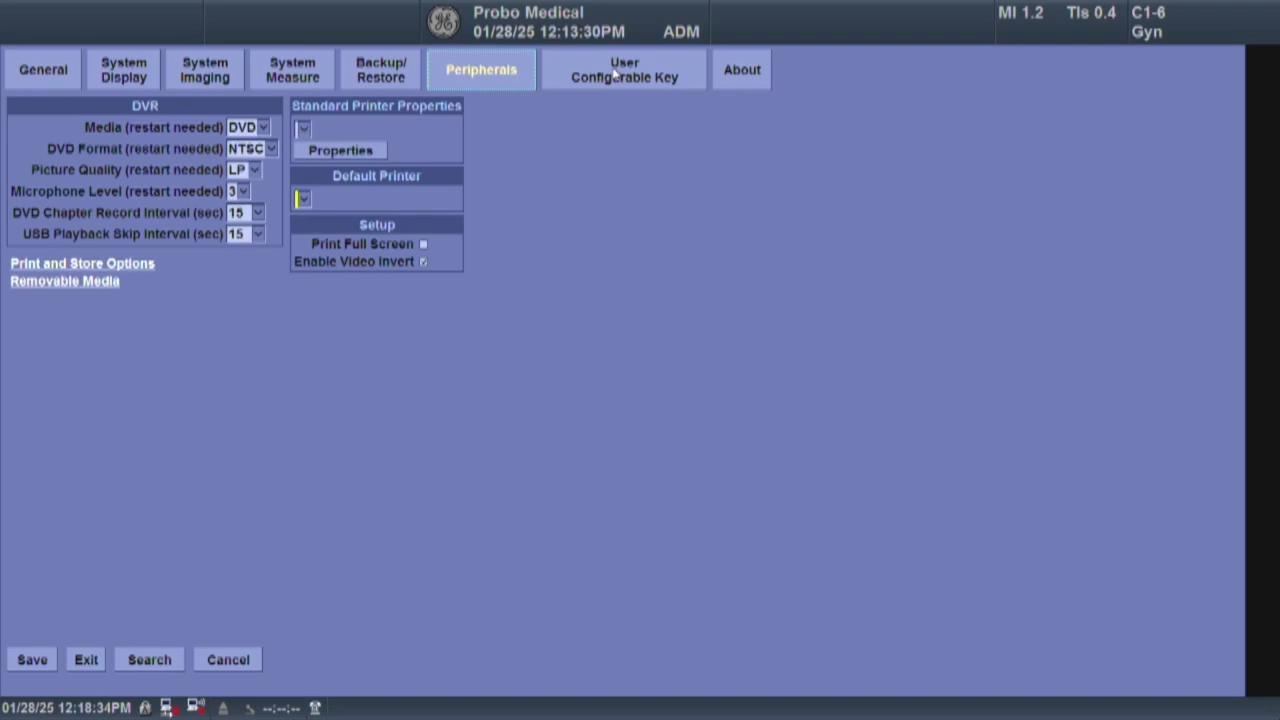 Probo Medical
01/28/25 12:13:30PM ADM
MI 1.2 TIs 0.4 C1-6
Gyn
General
System
Display
System
Imaging
System
Measure
Backup/
Restore
Peripherals
User
Configurable Key
About
DVR
Media (restart needed) DVD
DVD Format (restart needed) NTSC
Picture Quality (restart needed) LP
Microphone Level (restart needed) 3
DVD Chapter Record Interval (sec) 15
USB Playback Skip Interval (sec) 15
Print and Store Options
Removable Media
Standard Printer Properties
Properties
Default Printer
Setup
Print Full Screen
Enable Video Invert
Save Exit Search Cancel
01/28/25 12:18:34PM --:--:--